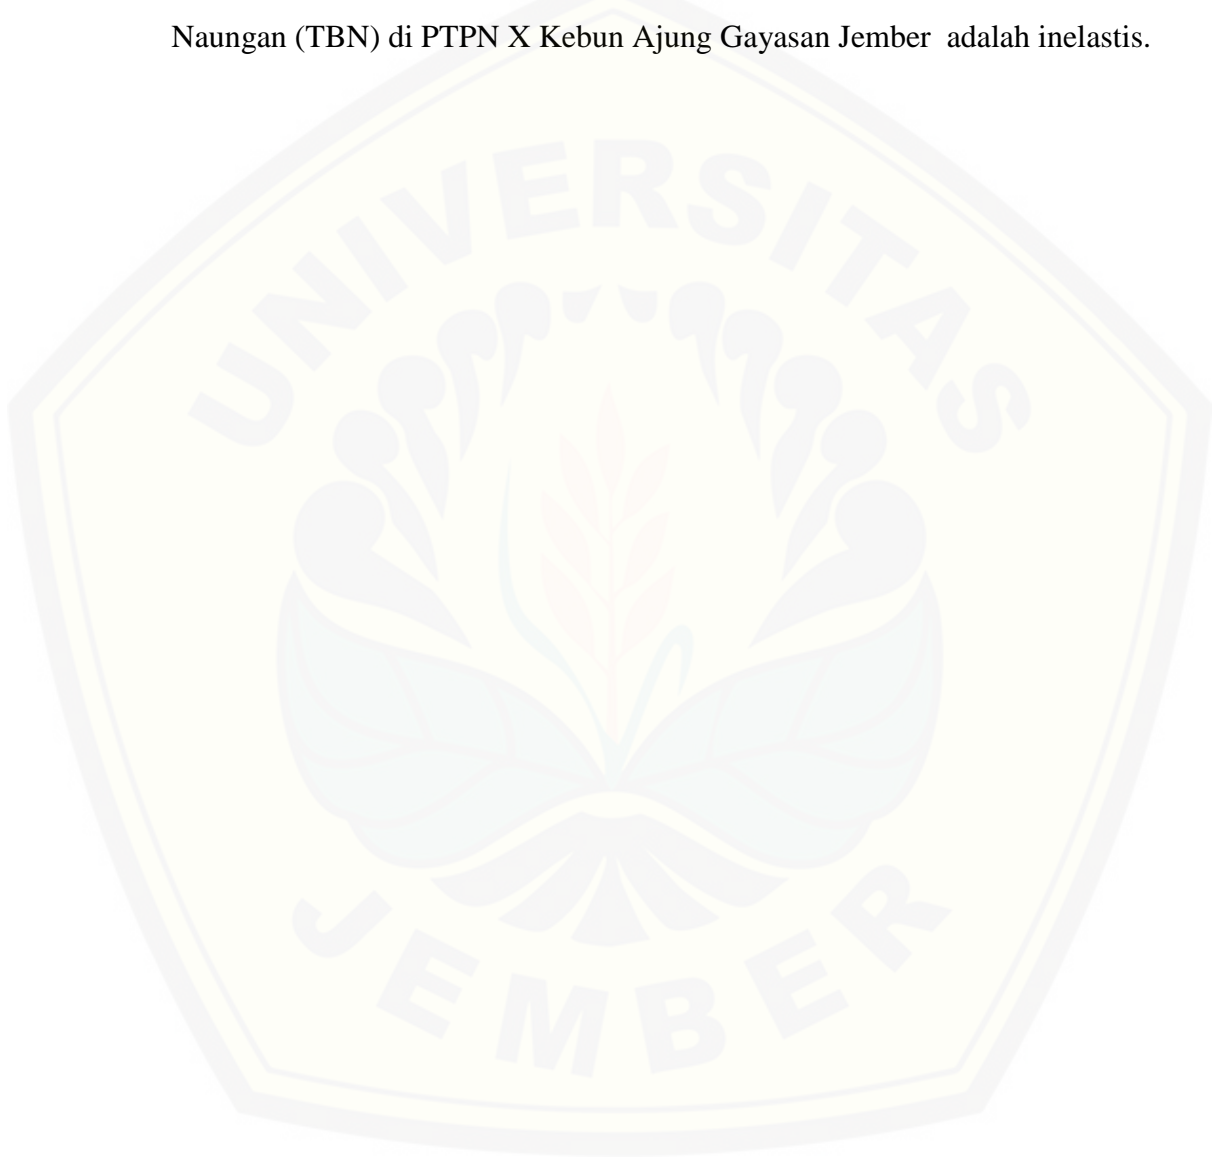 Naungan (TBN) di PTPN X Kebun Ajung Gayasan Jember  adalah inelastis.
UNIVERSITAS
JEMBER